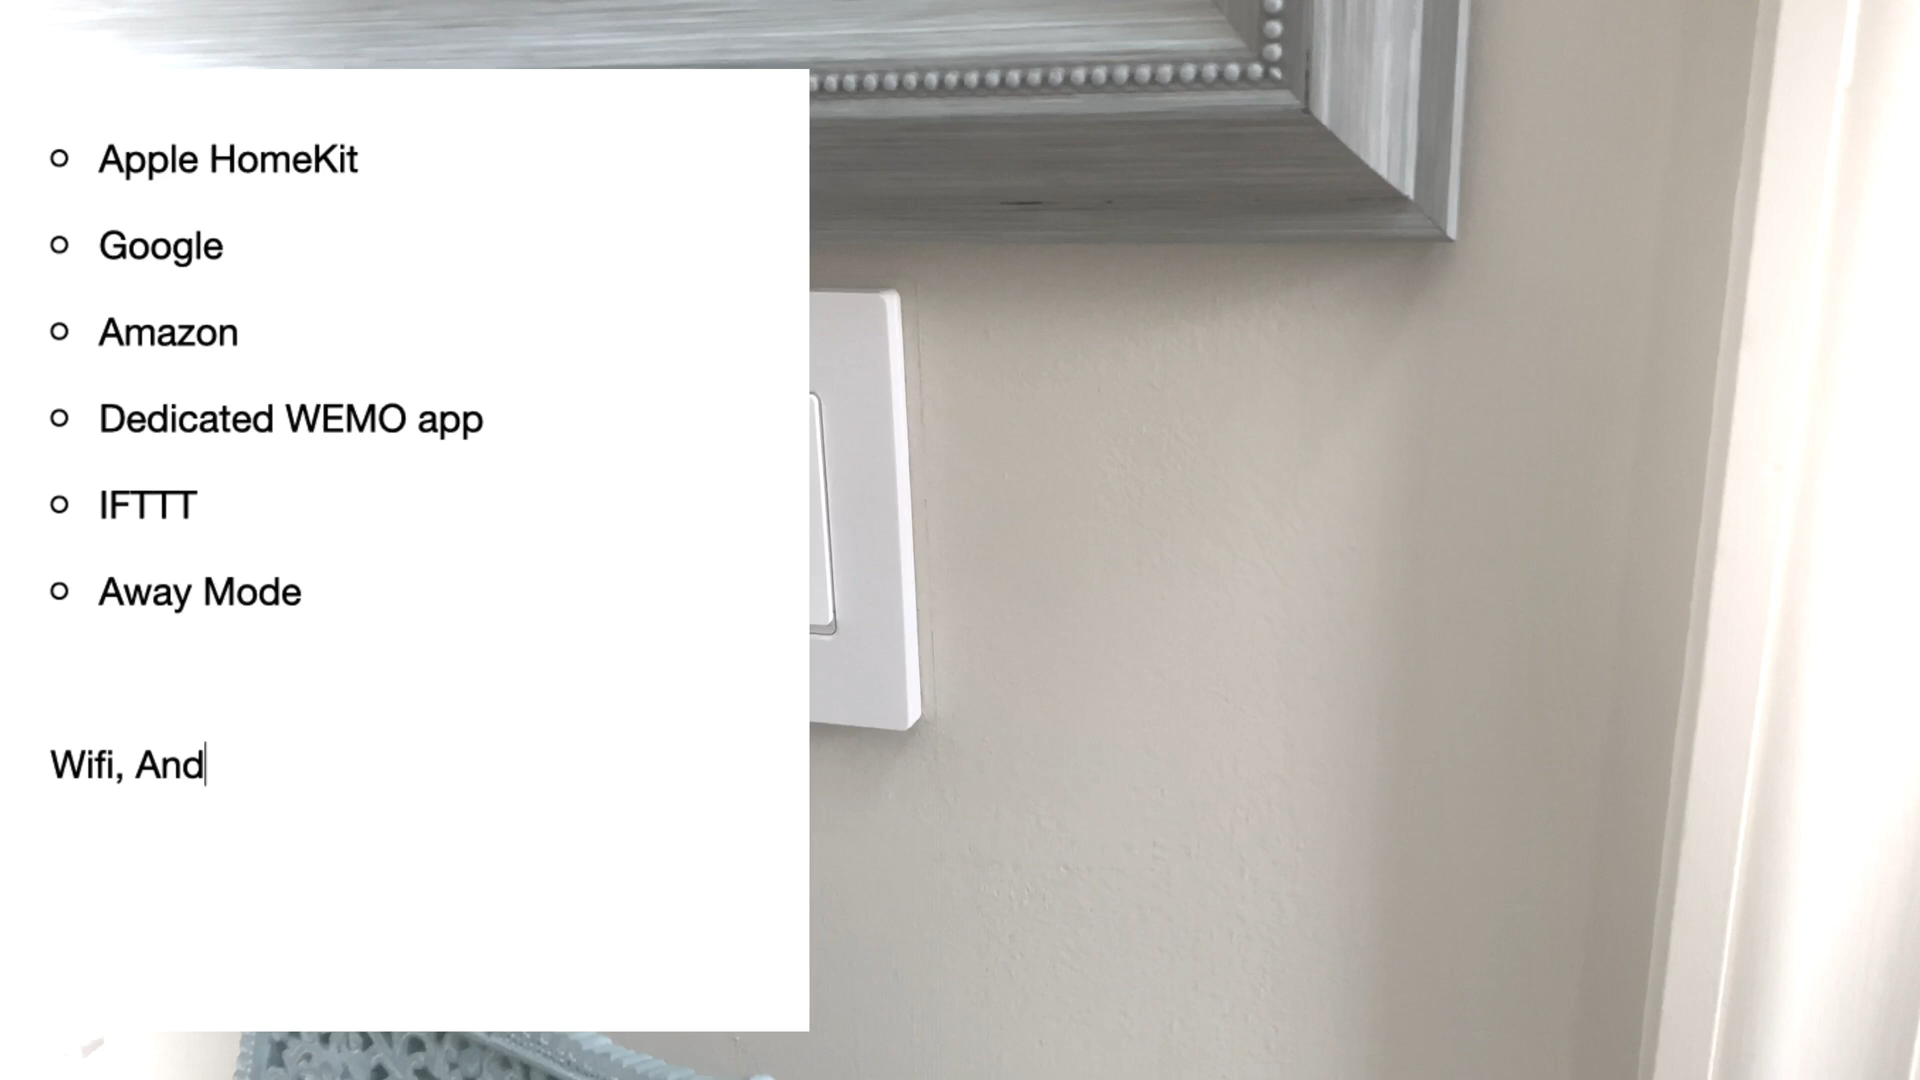 Apple HomeKit
Google
Amazon
Dedicated WEMO app
IFTTT
Away Mode
Wifi, And